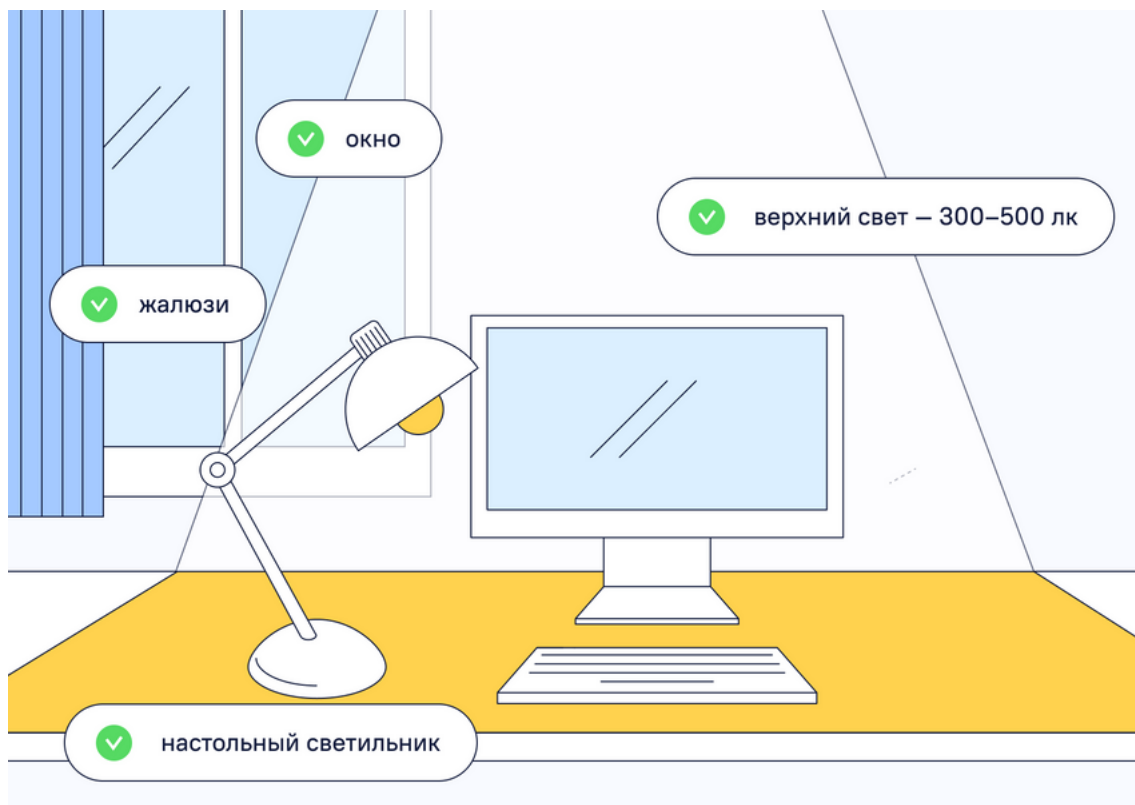 окно
верхний свет — 300–500 лк
жалюзи
настольный светильник